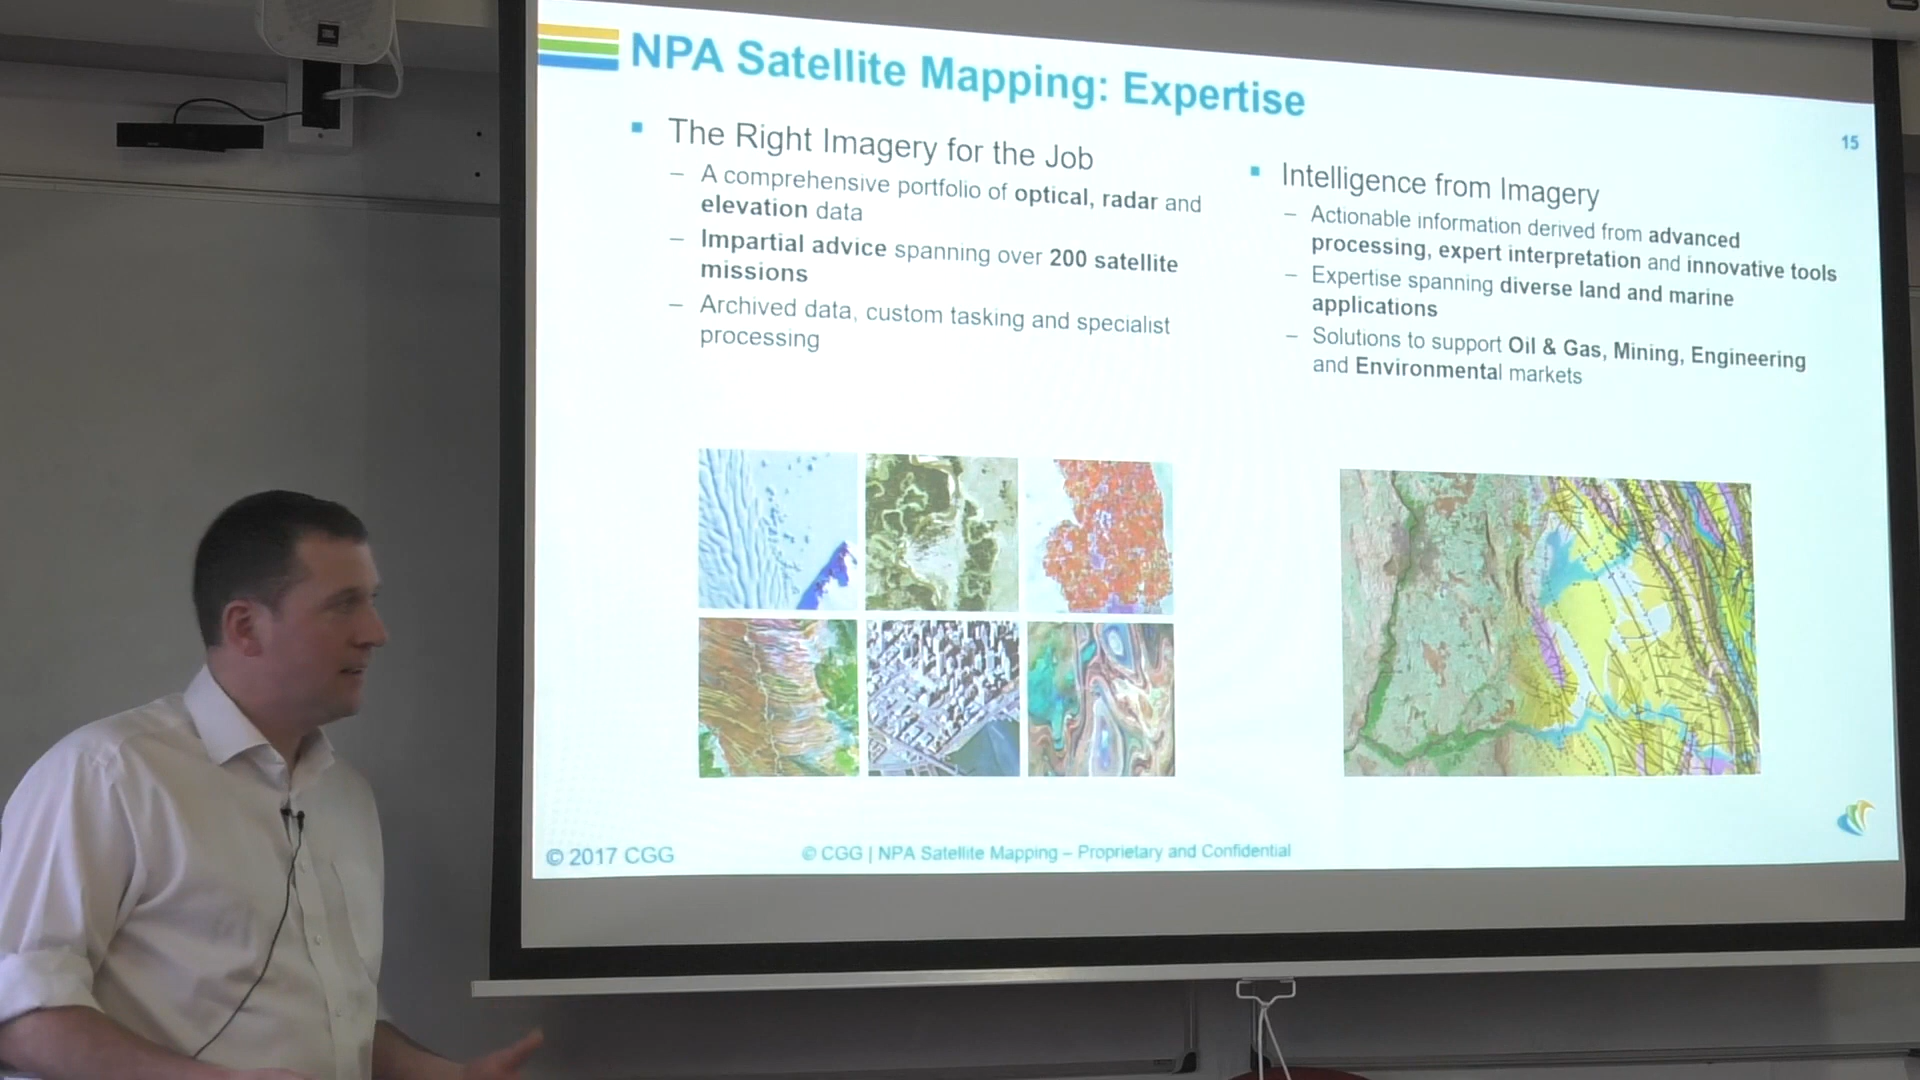 NPA Satellite Mapping: Expertise
15
The Right Imagery for the Job
– A comprehensive portfolio of optical, radar and
elevation data
– Impartial advice spanning over 200 satellite
missions
– Archived data, custom tasking and specialist
processing
Intelligence from Imagery
– Actionable information derived from advanced
processing, expert interpretation and innovative tools
– Expertise spanning diverse land and marine
applications
– Solutions to support Oil & Gas, Mining, Engineering
and Environmental markets
© 2017 CGG
© CGG | NPA Satellite Mapping – Proprietary and Confidential
JBL